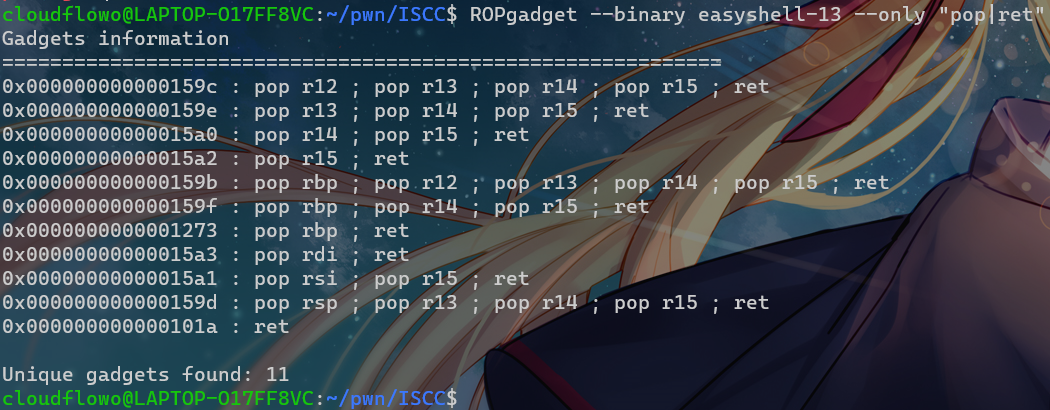 cloudflowo@LAPTOP-O17FF8VC:~/pwn/ISCC$ ROPgadget --binary easyshell-13 --only "pop|ret"
Gadgets information
============================================================
0x000000000000159c : pop r12 ; pop r13 ; pop r14 ; pop r15 ; ret
0x000000000000159e : pop r13 ; pop r14 ; pop r15 ; ret
0x00000000000015a0 : pop r14 ; pop r15 ; ret
0x00000000000015a2 : pop r15 ; ret
0x000000000000159b : pop rbp ; pop r12 ; pop r13 ; pop r14 ; pop r15 ; ret
0x000000000000159f : pop rbp ; pop r14 ; pop r15 ; ret
0x0000000000001273 : pop rbp ; ret
0x00000000000015a3 : pop rdi ; ret
0x00000000000015a1 : pop rsi ; pop r15 ; ret
0x000000000000159d : pop rsp ; pop r13 ; pop r14 ; pop r15 ; ret
0x000000000000101a : ret
Unique gadgets found: 11
cloudflowo@LAPTOP-O17FF8VC:~/pwn/ISCC$